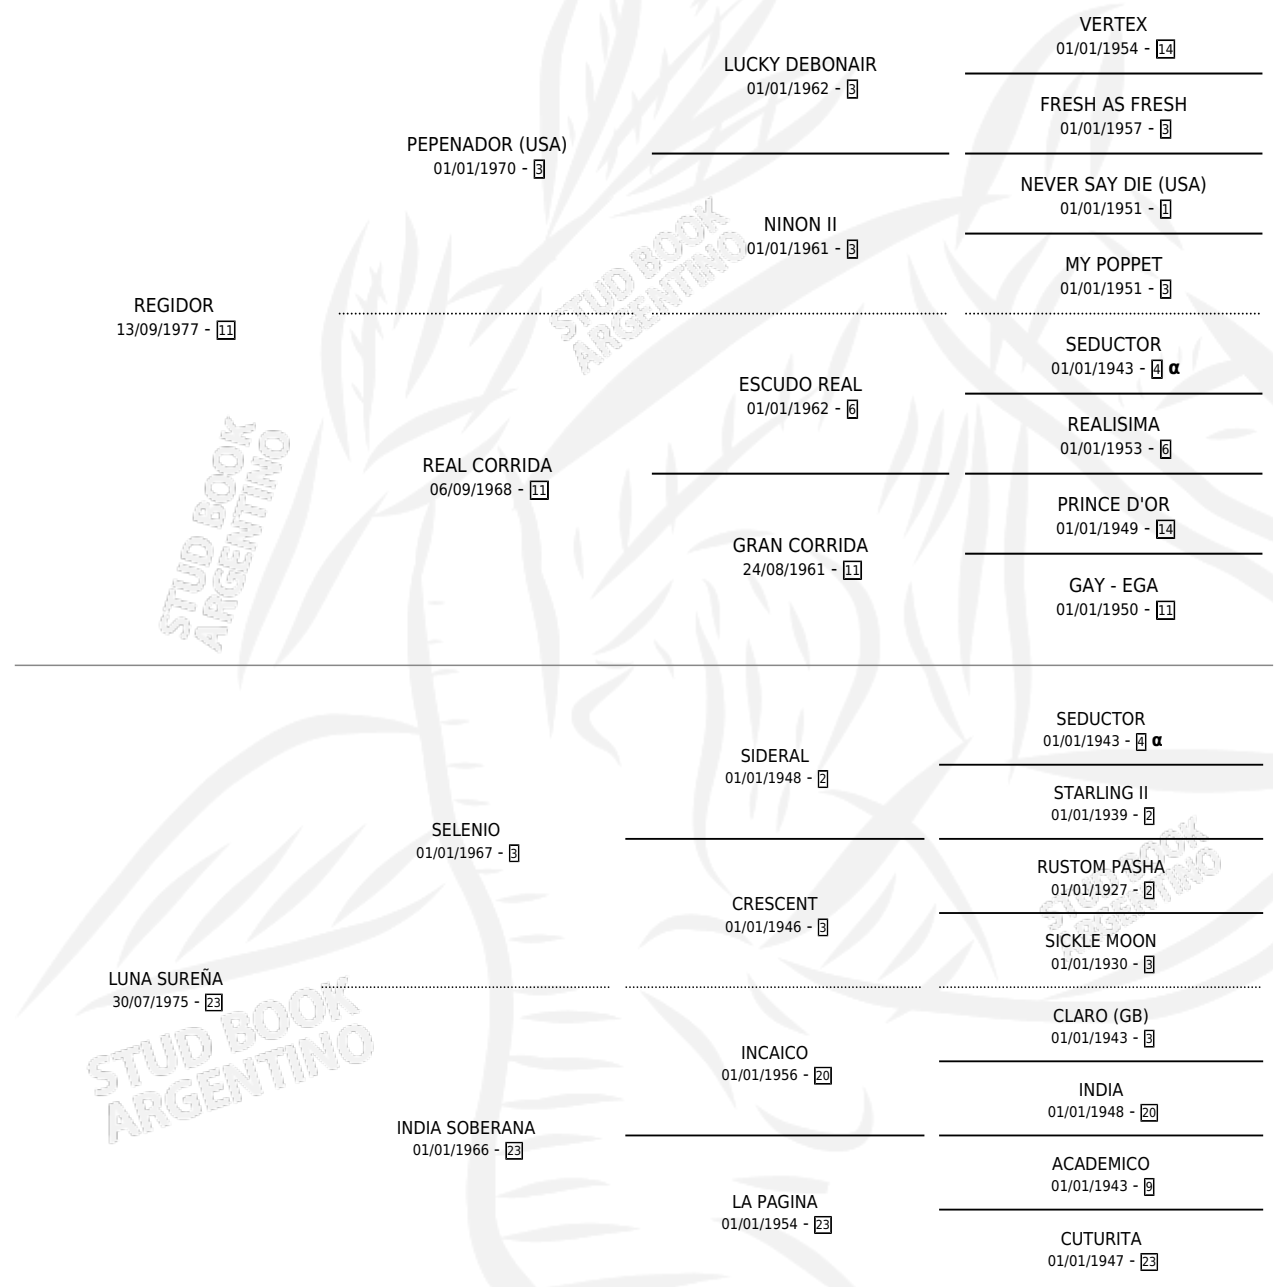 VERTEX
01/01/1954 - 14
LUCKY DEBONAIR
01/01/1962 - 3
FRESH AS FRESH
01/01/1957 - 3
PEPENADOR (USA)
01/01/1970 - 3
NEVER SAY DIE (USA)
01/01/1951 - 1
NINON II
01/01/1961 - 3
MY POPPET
01/01/1951 - 3
REGIDOR
13/09/1977 - 11
STUD BOOK
ARGENTINO
SEDUCTOR
01/01/1943 - 4 α
ESCUDO REAL
01/01/1962 - 6
REALISIMA
01/01/1953 - 6
REAL CORRIDA
06/09/1968 - 11
PRINCE D'OR
01/01/1949 - 14
GRAN CORRIDA
24/08/1961 - 11
GAY - EGA
01/01/1950 - 11
STUD BOOK
ARGENTINO
SEDUCTOR
01/01/1943 - 4 α
SIDERAL
01/01/1948 - 2
STARLING II
01/01/1939 - 2
SELENIO
01/01/1967 - 3
RUSTOM PASHA
01/01/1927 - 2
CRESCENT
01/01/1946 - 3
SICKLE MOON
01/01/1930 - 3
STUD BOOK
ARGENTINO
LUNA SUREÑA
30/07/1975 - 23
STUD BOOK
ARGENTINO
CLARO (GB)
01/01/1943 - 3
INCAICO
01/01/1956 - 20
INDIA
01/01/1948 - 20
INDIA SOBERANA
01/01/1966 - 23
ACADEMICO
01/01/1943 - 9
LA PAGINA
01/01/1954 - 23
CUTURITA
01/01/1947 - 23